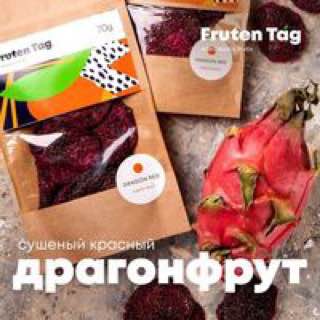 Fruten Tag
Fruten Tag
70g
DRAGON RED
DRAGON RED
сушеный красный
драгонфрут